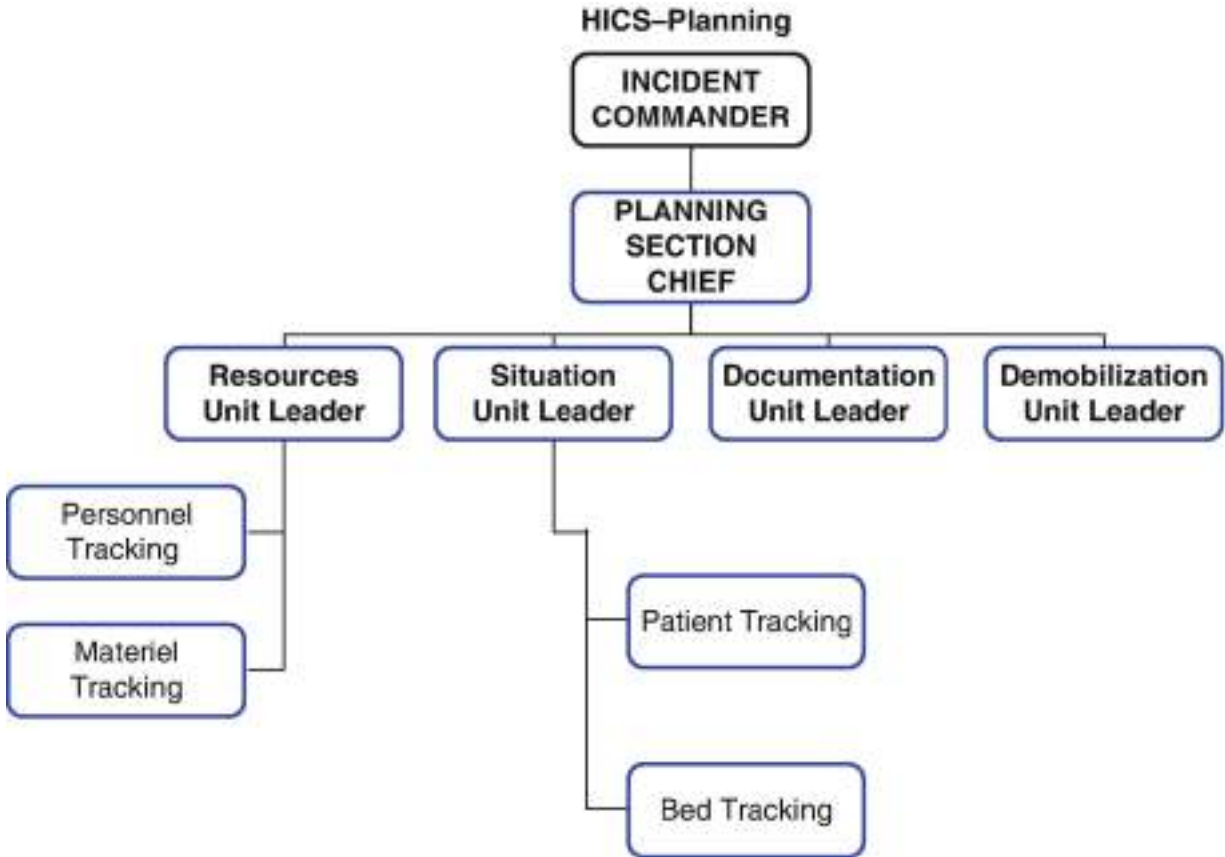 HICS–Planning
INCIDENT
COMMANDER
PLANNING
SECTION
CHIEF
Resources
Unit Leader
Situation
Unit Leader
Documentation
Unit Leader
Demobilization
Unit Leader
Personnel
Tracking
Materiel
Tracking
Patient Tracking
Bed Tracking